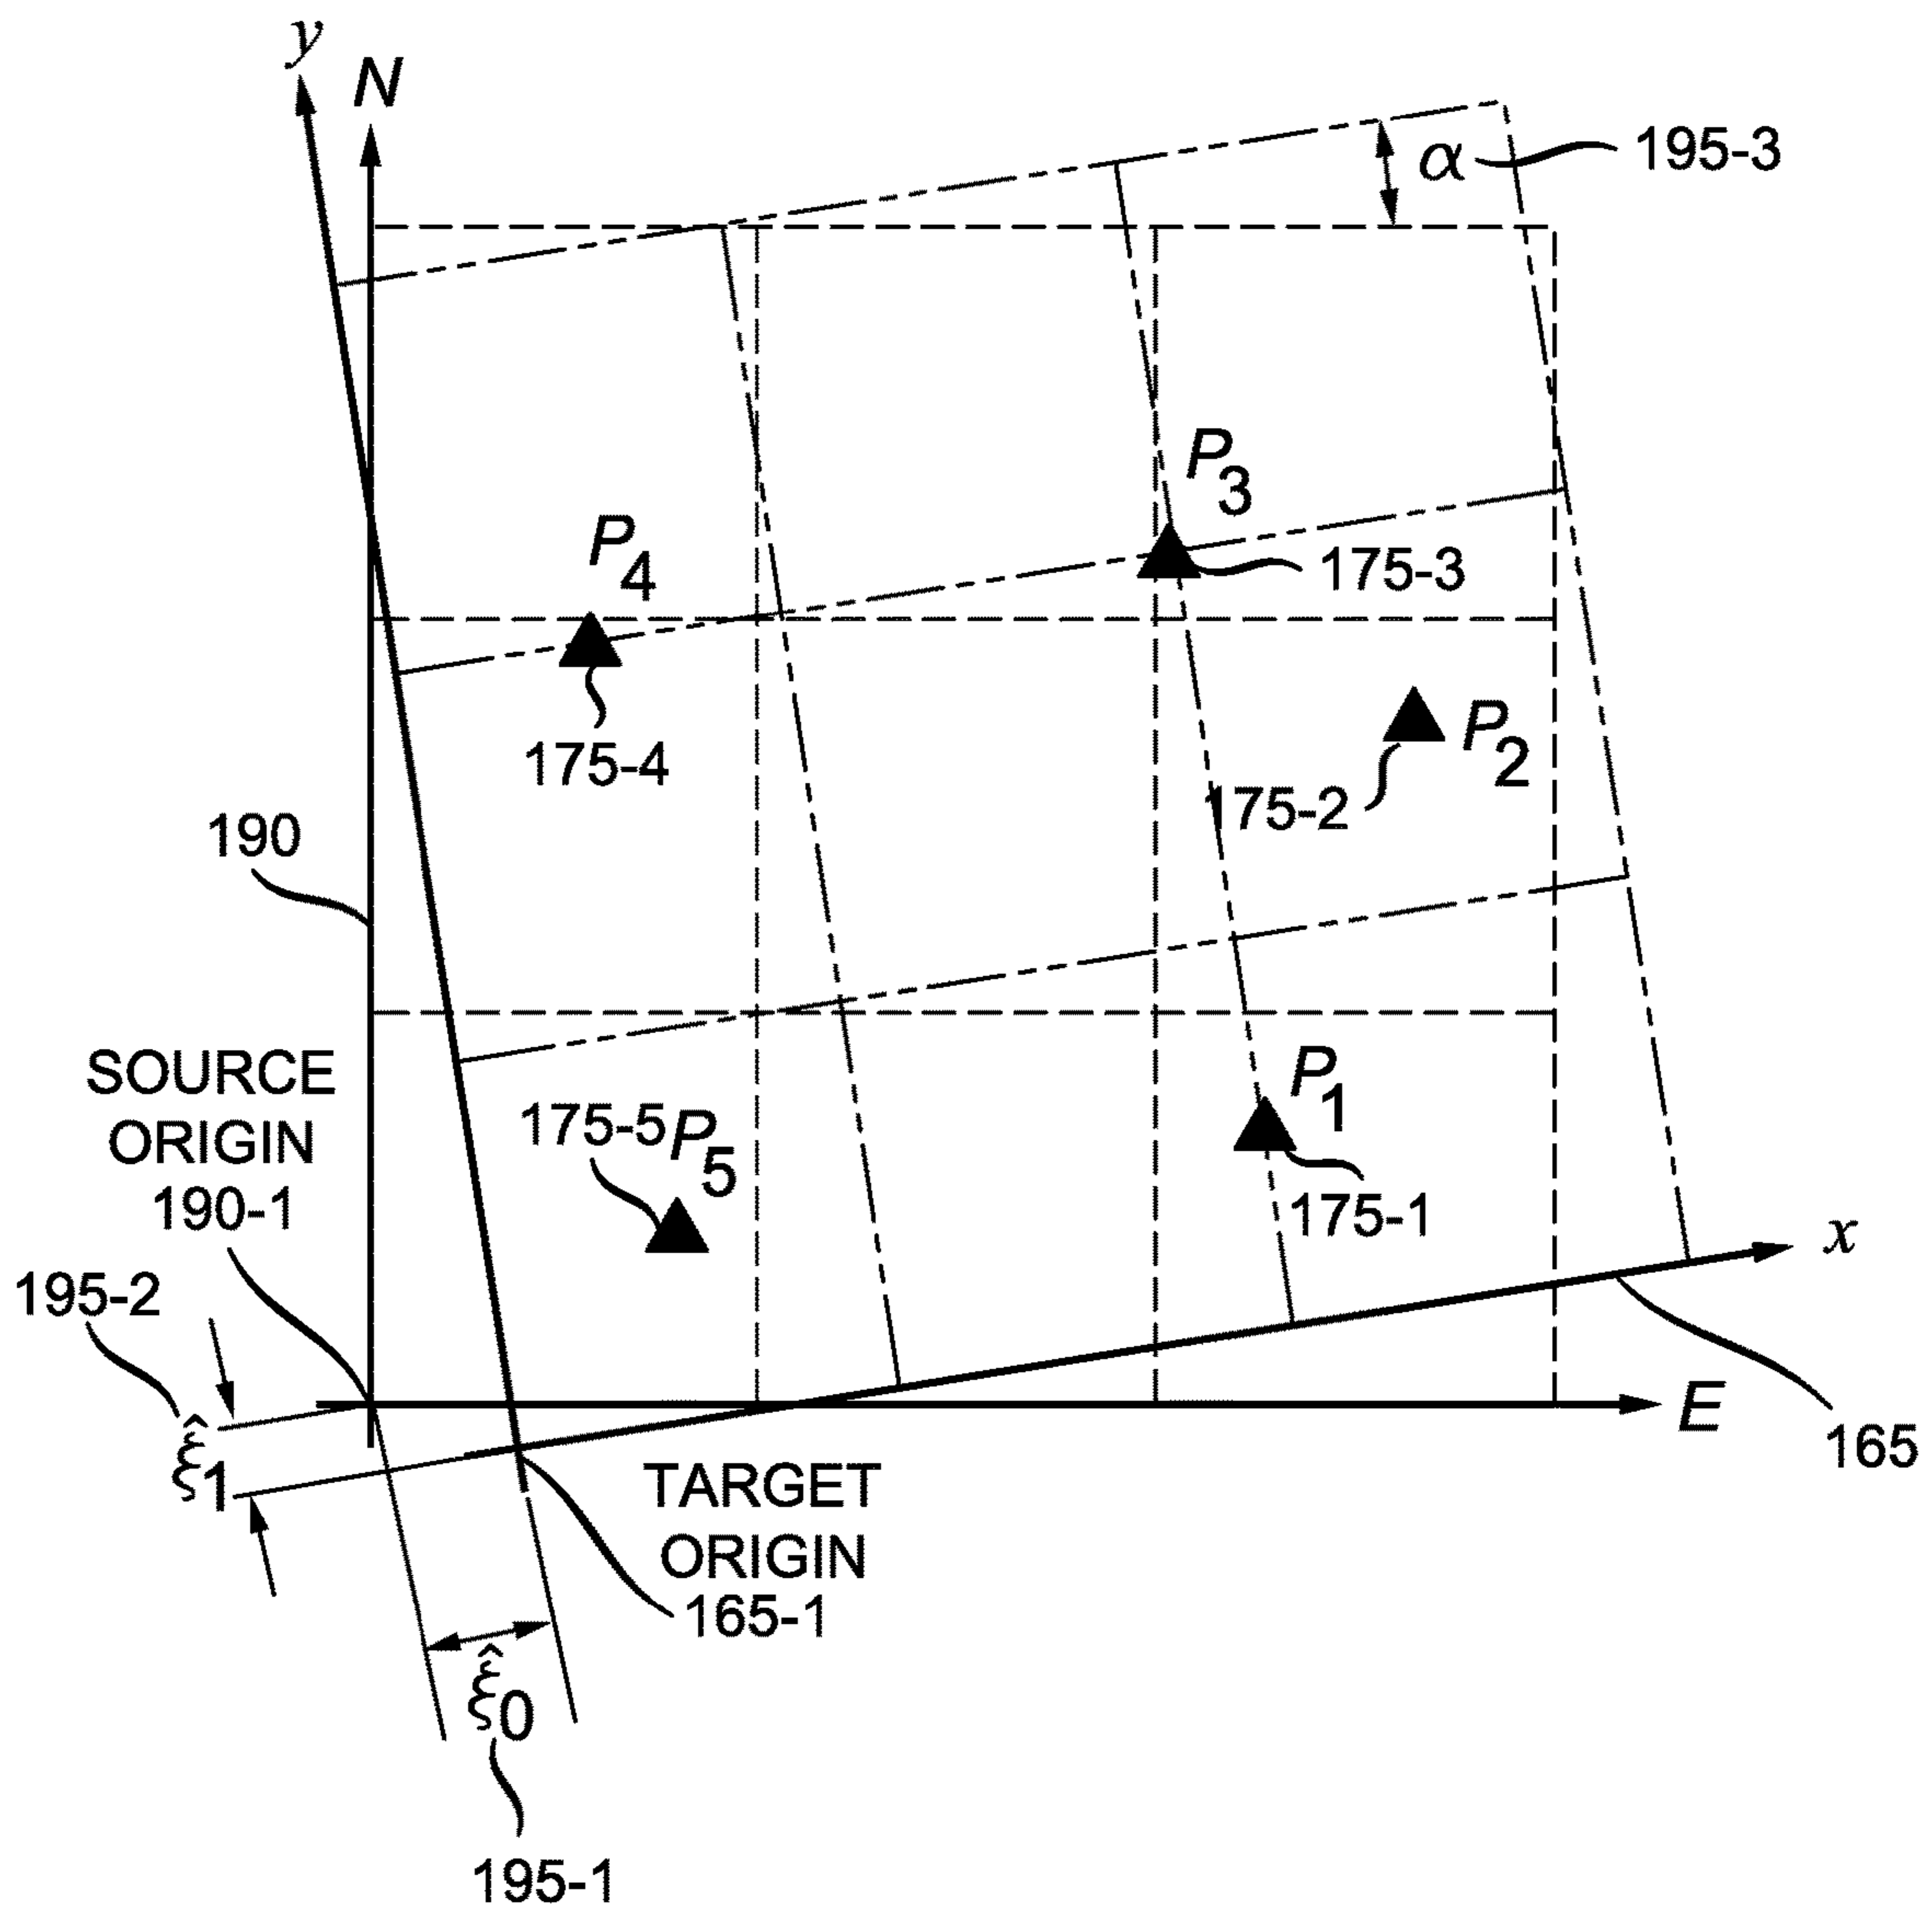 y
N
α
195-3
P3
175-3
P4
175-4
P2
175-2
190
SOURCE
ORIGIN
190-1
175-5
P5
P1
175-1
x
195-2
E
165
ξ̂1
TARGET
ORIGIN
165-1
ξ̂0
195-1